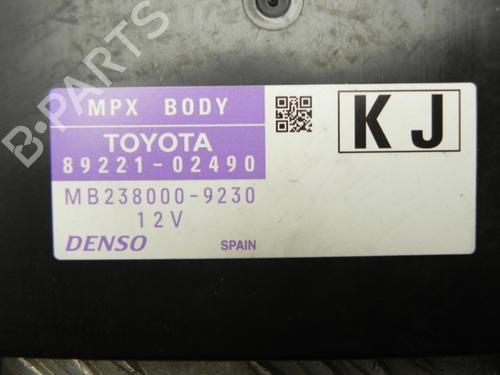 MPX BODY
TOYOTA
89221-02490
MB238000-9230
12V
DENSO
SPAIN
KJ
B-PARTS